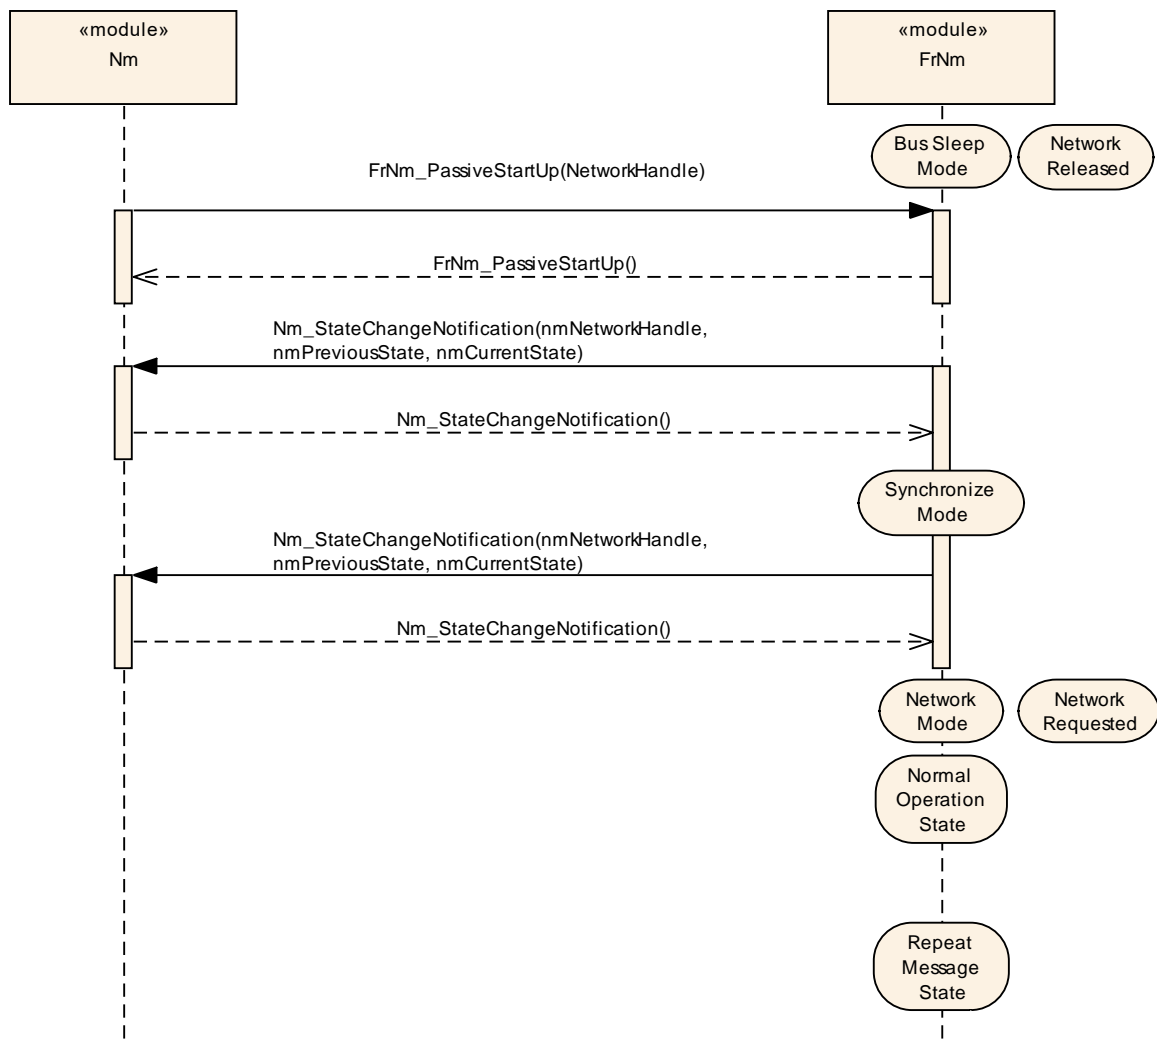 «module»
Nm
«module»
FrNm
Bus Sleep
Mode
Network
Released
FrNm_PassiveStartUp(NetworkHandle)
FrNm_PassiveStartUp()
Nm_StateChangeNotification(nmNetworkHandle,
nmPreviousState, nmCurrentState)
Nm_StateChangeNotification()
Synchronize
Mode
Nm_StateChangeNotification(nmNetworkHandle,
nmPreviousState, nmCurrentState)
Nm_StateChangeNotification()
Network
Mode
Network
Requested
Normal
Operation
State
Repeat
Message
State